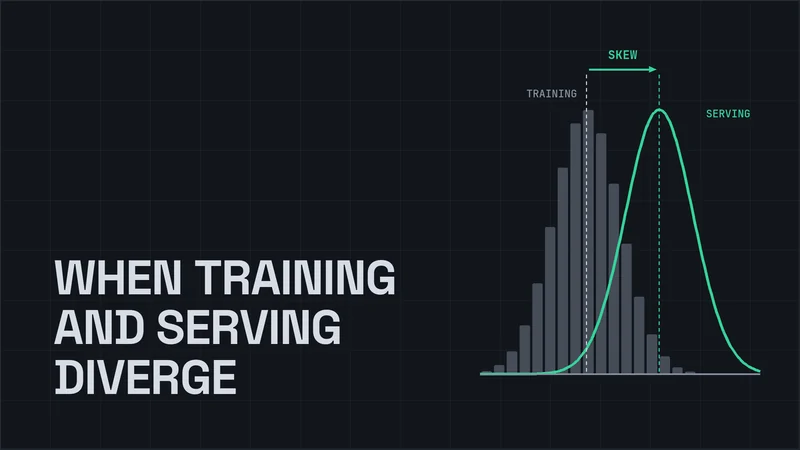 SKEW
TRAINING
SERVING
WHEN TRAINING
AND SERVING
DIVERGE